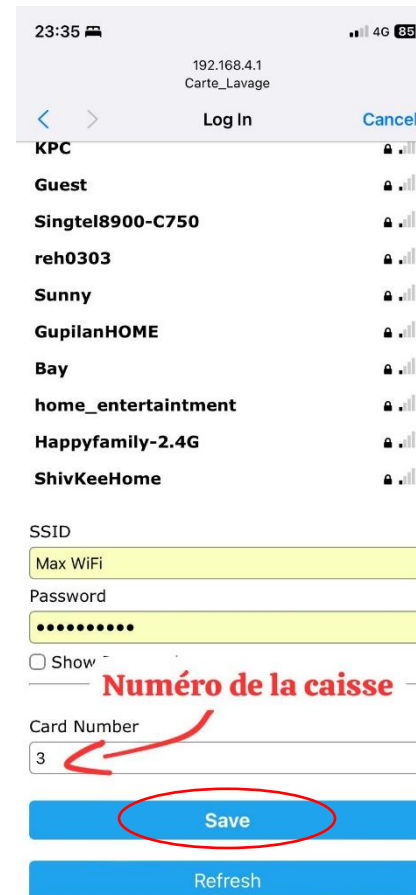 23:35
4G 85
192.168.4.1
Carte_Lavage
Log In
Cancel
KPC
Guest
Singtel8900-C750
reh0303
Sunny
GupilanHOME
Bay
home_entertaintment
Happyfamily-2.4G
ShivKeeHome
SSID
Max WiFi
Password
••••••••••
Show
Numéro de la caisse
Card Number
3
Save
Refresh